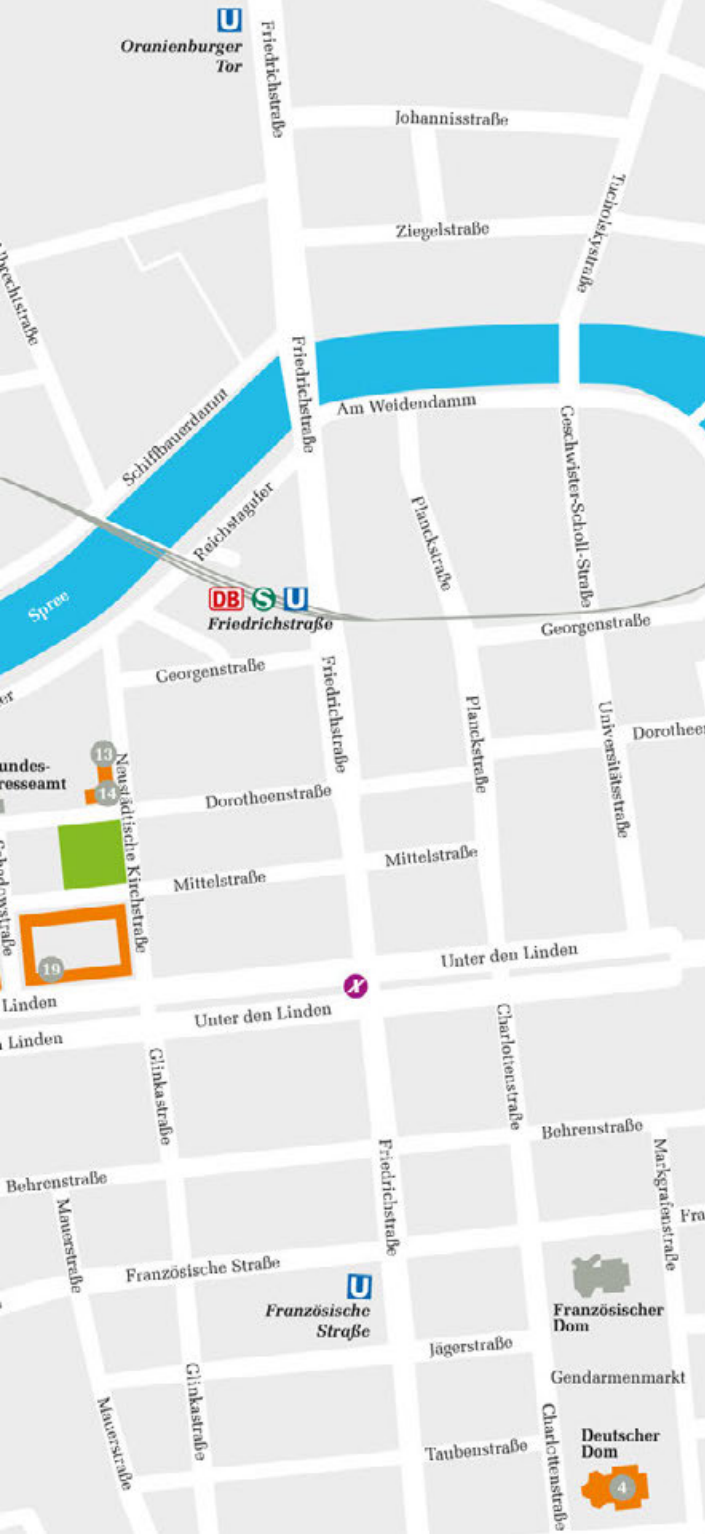 U
Oranienburger
Tor
Friedrichstraße
Johannisstraße
Tucholskystraße
Ziegelstraße
Friedrichstraße
Schiffbauerdamm
Am Weidendamm
Geschwister-Scholl-Straße
Reichstagufer
Planckstraße
Spree
DB S U
Friedrichstraße
Georgenstraße
Georgenstraße
Friedrichstraße
Planckstraße
Universitätsstraße
13
14
Neustädtische Kirchstraße
Dorotheenstraße
Mittelstraße
Mittelstraße
19
Unter den Linden
X
Linden
Unter den Linden
Linden
Charlottenstraße
Glinkastraße
Behrenstraße
Behrenstraße
Mauerstraße
Friedrichstraße
Markgrafenstraße
Fra
Französische Straße
U
Französische
Straße
Französischer
Dom
Jägerstraße
Gendarmenmarkt
Glinkastraße
Mauerstraße
Charlottenstraße
Taubenstraße
Deutscher
Dom
4